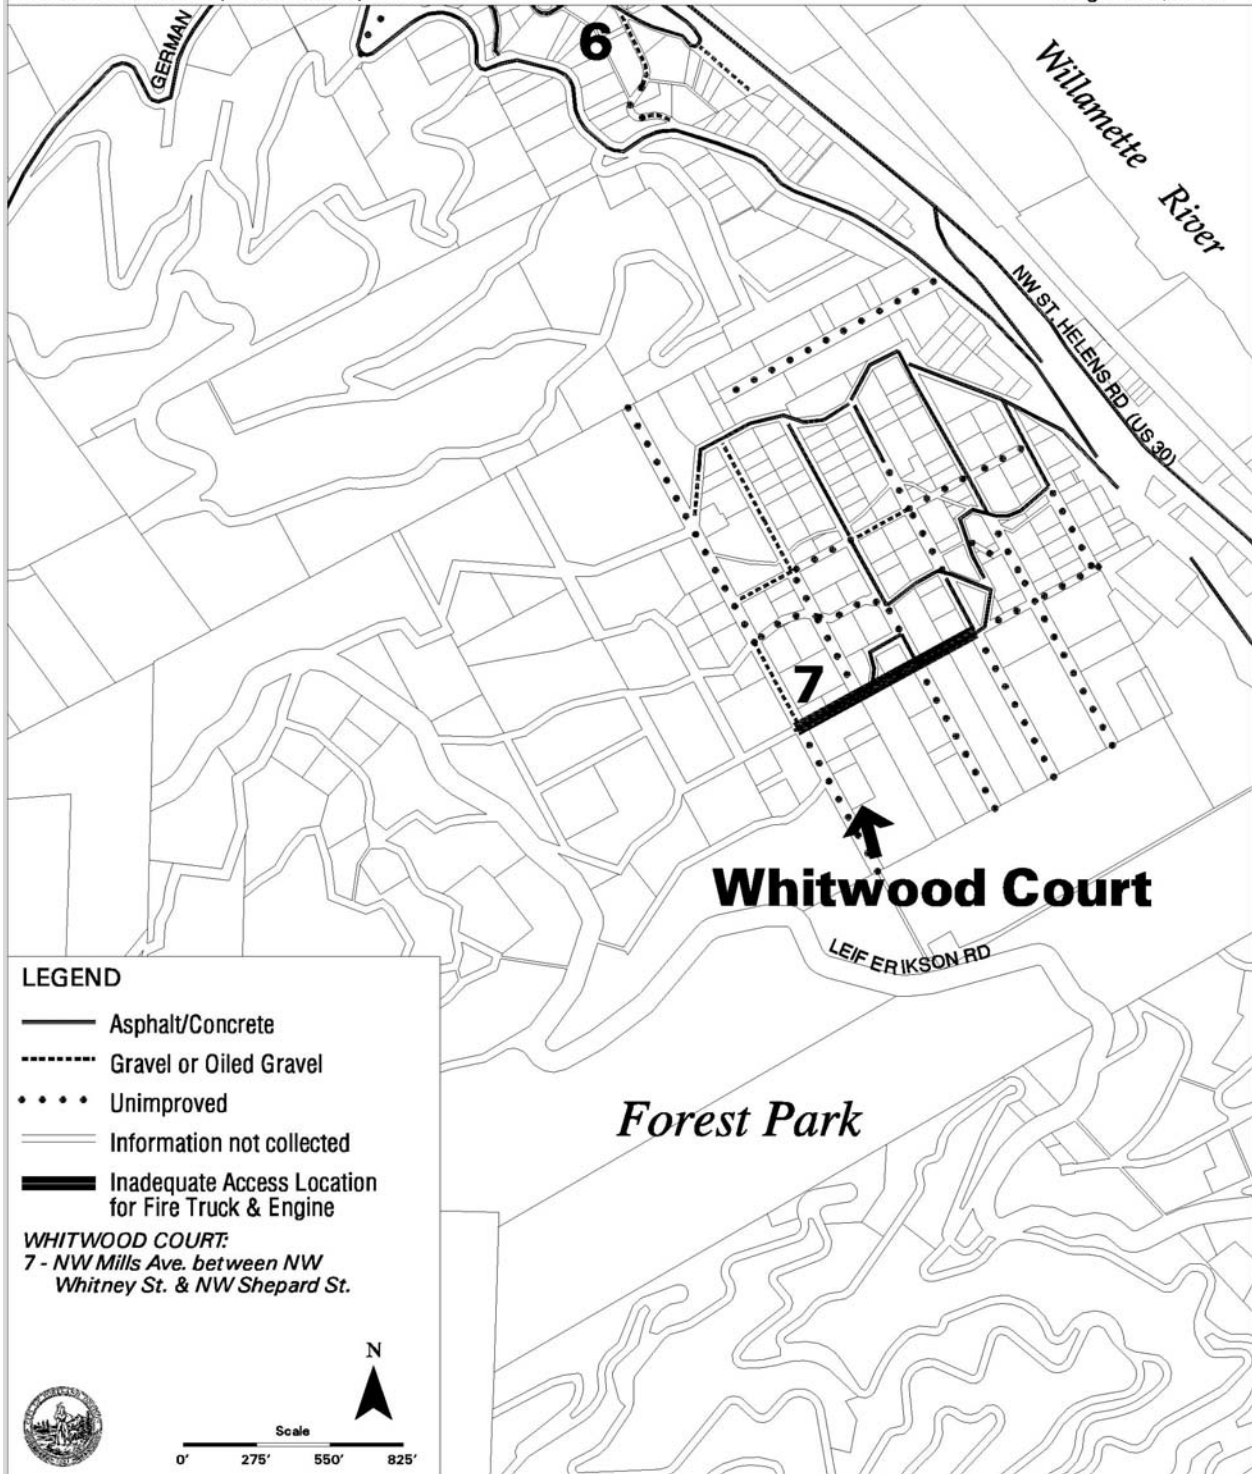 6
GERMAN
Willamette
River
NW ST. HELENS RD (US 30)
7
Whitwood Court
LEIF ERIKSON RD
Forest Park
LEGEND
Asphalt/Concrete
Gravel or Oiled Gravel
Unimproved
Information not collected
Inadequate Access Location
for Fire Truck & Engine
WHITWOOD COURT:
7 - NW Mills Ave. between NW
Whitney St. & NW Shepard St.
N
Scale
0' 275' 550' 825'